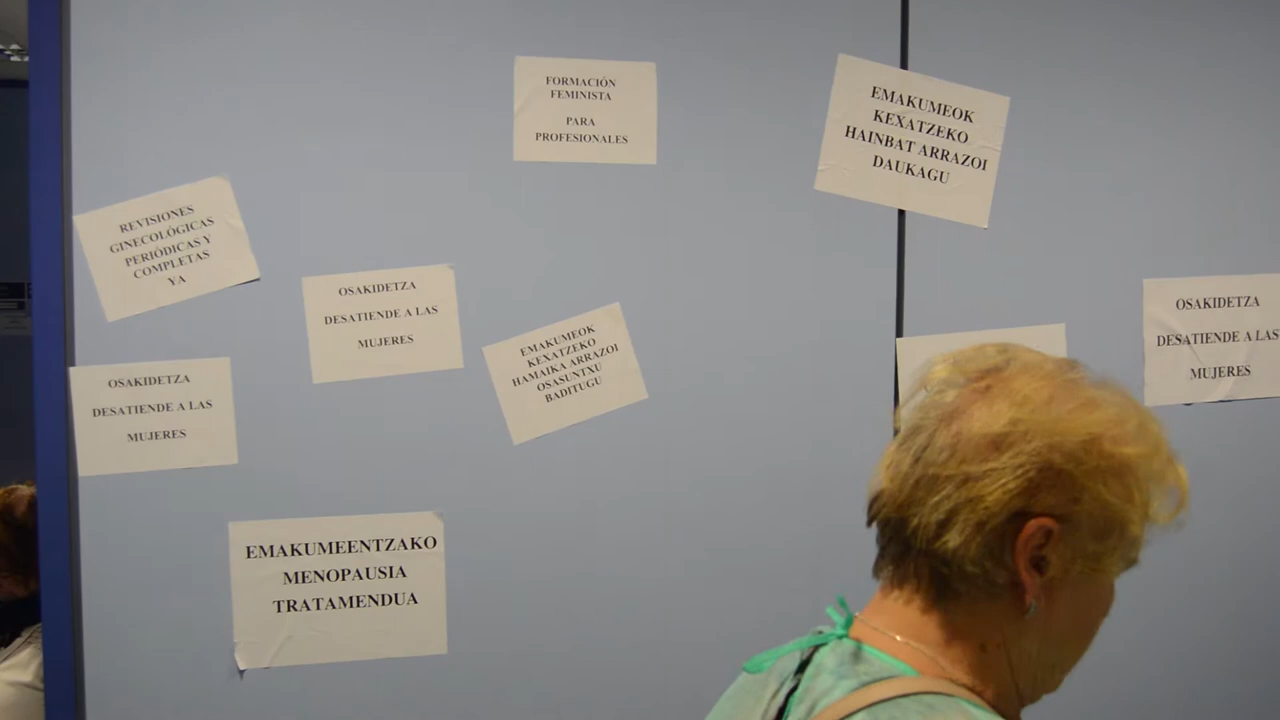 FORMACIÓN
FEMINISTA
PARA
PROFESIONALES
EMAKUMEOK
KEXATZEKO
HAINBAT ARRAZOI
DAUKAGU
REVISIONES
GINECOLÓGICAS
PERIÓDICAS Y
COMPLETAS
YA
OSAKIDETZA
DESATIENDE A LAS
MUJERES
EMAKUMEOK
KEXATZEKO
HAMAIKA ARRAZOI
OSASUNTXU
BADITUGU
OSAKIDETZA
DESATIENDE A LAS
MUJERES
OSAKIDETZA
DESATIENDE A LAS
MUJERES
EMAKUMEENTZAKO
MENOPAUSIA
TRATAMENDUA